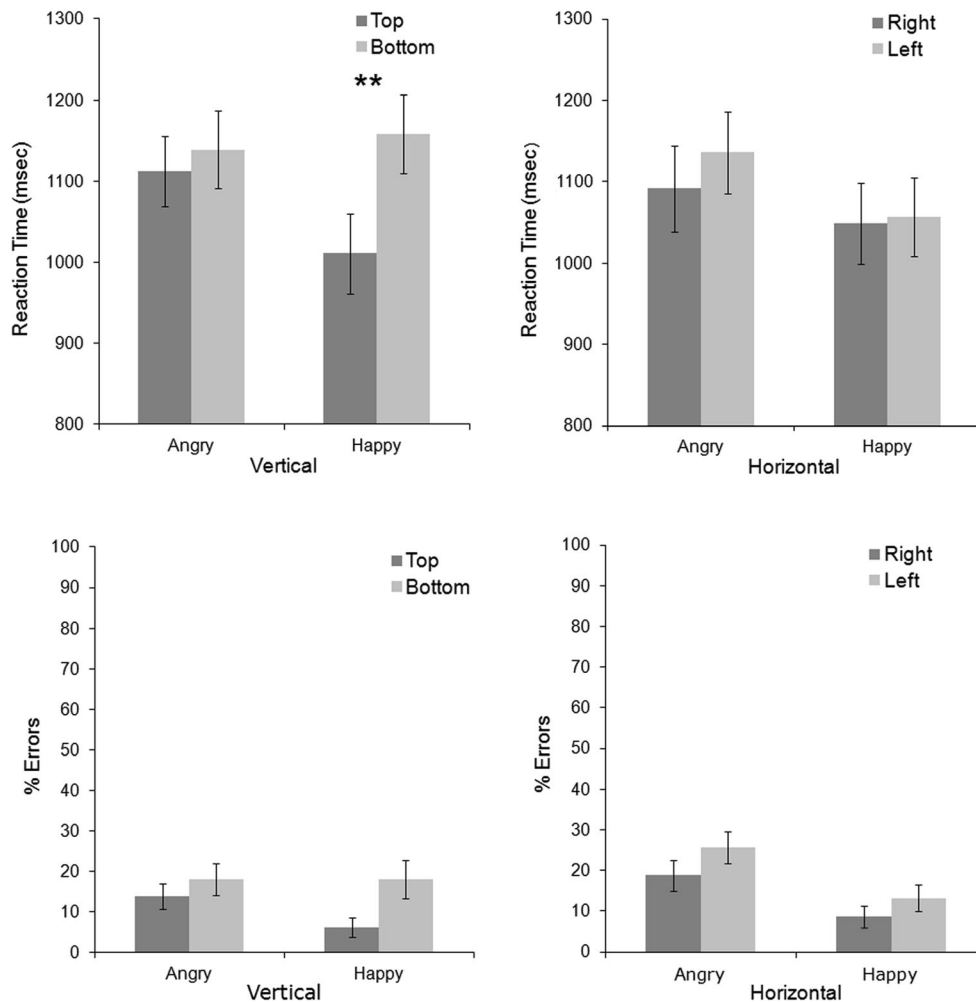 1300
1200
1100
1000
900
800
Reaction Time (msec)
Top
Bottom
**
Angry
Happy
Vertical
1300
1200
1100
1000
900
800
Reaction Time (msec)
Right
Left
Angry
Happy
Horizontal
100
90
80
70
60
50
40
30
20
10
0
% Errors
Top
Bottom
Angry
Happy
Vertical
100
90
80
70
60
50
40
30
20
10
0
% Errors
Right
Left
Angry
Happy
Horizontal